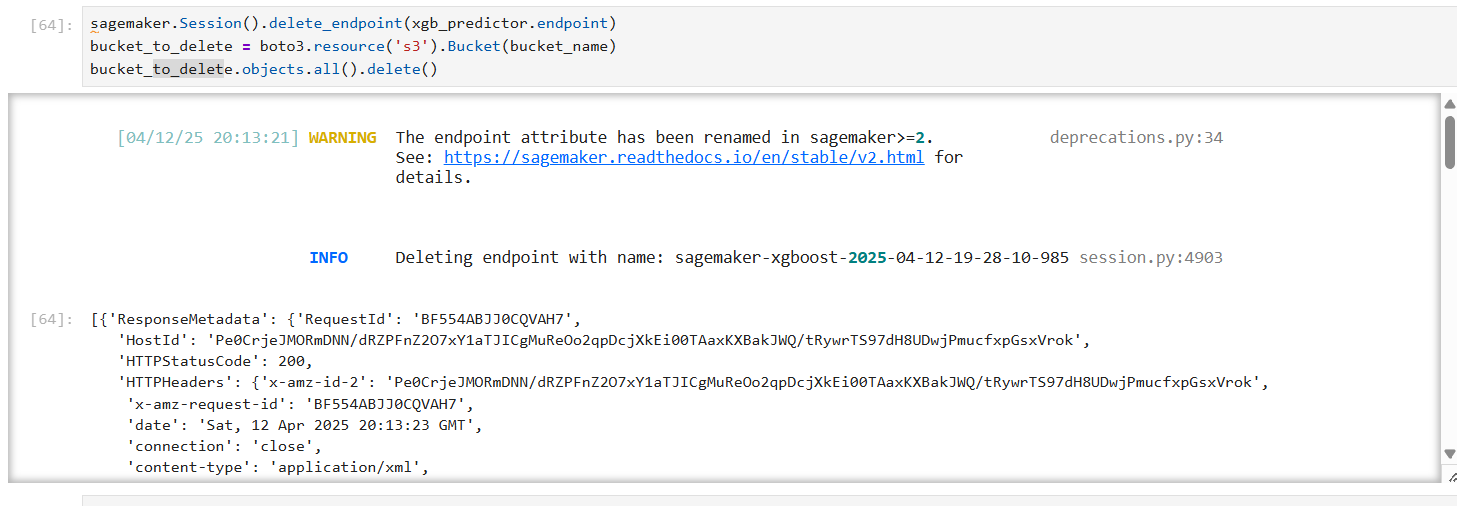 [64]: sagemaker.Session().delete_endpoint(xgb_predictor.endpoint)
bucket_to_delete = boto3.resource('s3').Bucket(bucket_name)
bucket_to_delete.objects.all().delete()
[04/12/25 20:13:21] WARNING The endpoint attribute has been renamed in sagemaker>=2. deprecations.py:34
See: https://sagemaker.readthedocs.io/en/stable/v2.html for
details.
INFO Deleting endpoint with name: sagemaker-xgboost-2025-04-12-19-28-10-985 session.py:4903
[64]: [{'ResponseMetadata': {'RequestId': 'BF554ABJJ0CQVAH7',
'HostId': 'Pe0CrjeJMORmDNN/dRZPFnZ2O7xY1aTJICgMuReOo2qpDcjXkEi00TAaxKXBakJWQ/tRywrTS97dH8UDwjPmucfxpGsxVrok',
'HTTPStatusCode': 200,
'HTTPHeaders': {'x-amz-id-2': 'Pe0CrjeJMORmDNN/dRZPFnZ2O7xY1aTJICgMuReOo2qpDcjXkEi00TAaxKXBakJWQ/tRywrTS97dH8UDwjPmucfxpGsxVrok',
'x-amz-request-id': 'BF554ABJJ0CQVAH7',
'date': 'Sat, 12 Apr 2025 20:13:23 GMT',
'connection': 'close',
'content-type': 'application/xml',